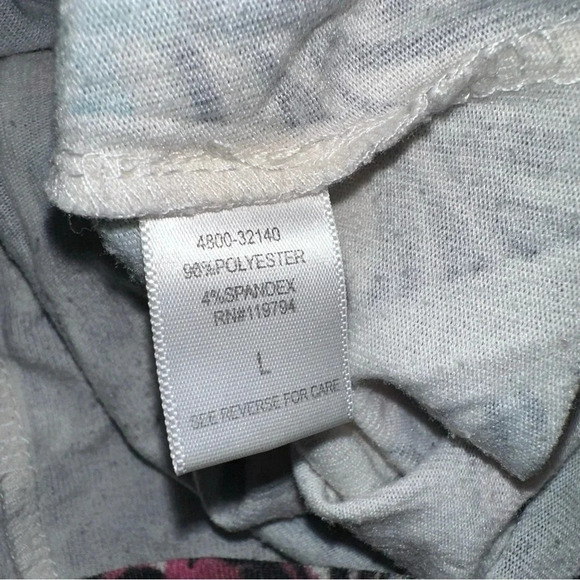 4800-32140
96%POLYESTER
4%SPANDEX
RN#119794
L
SEE REVERSE FOR CARE